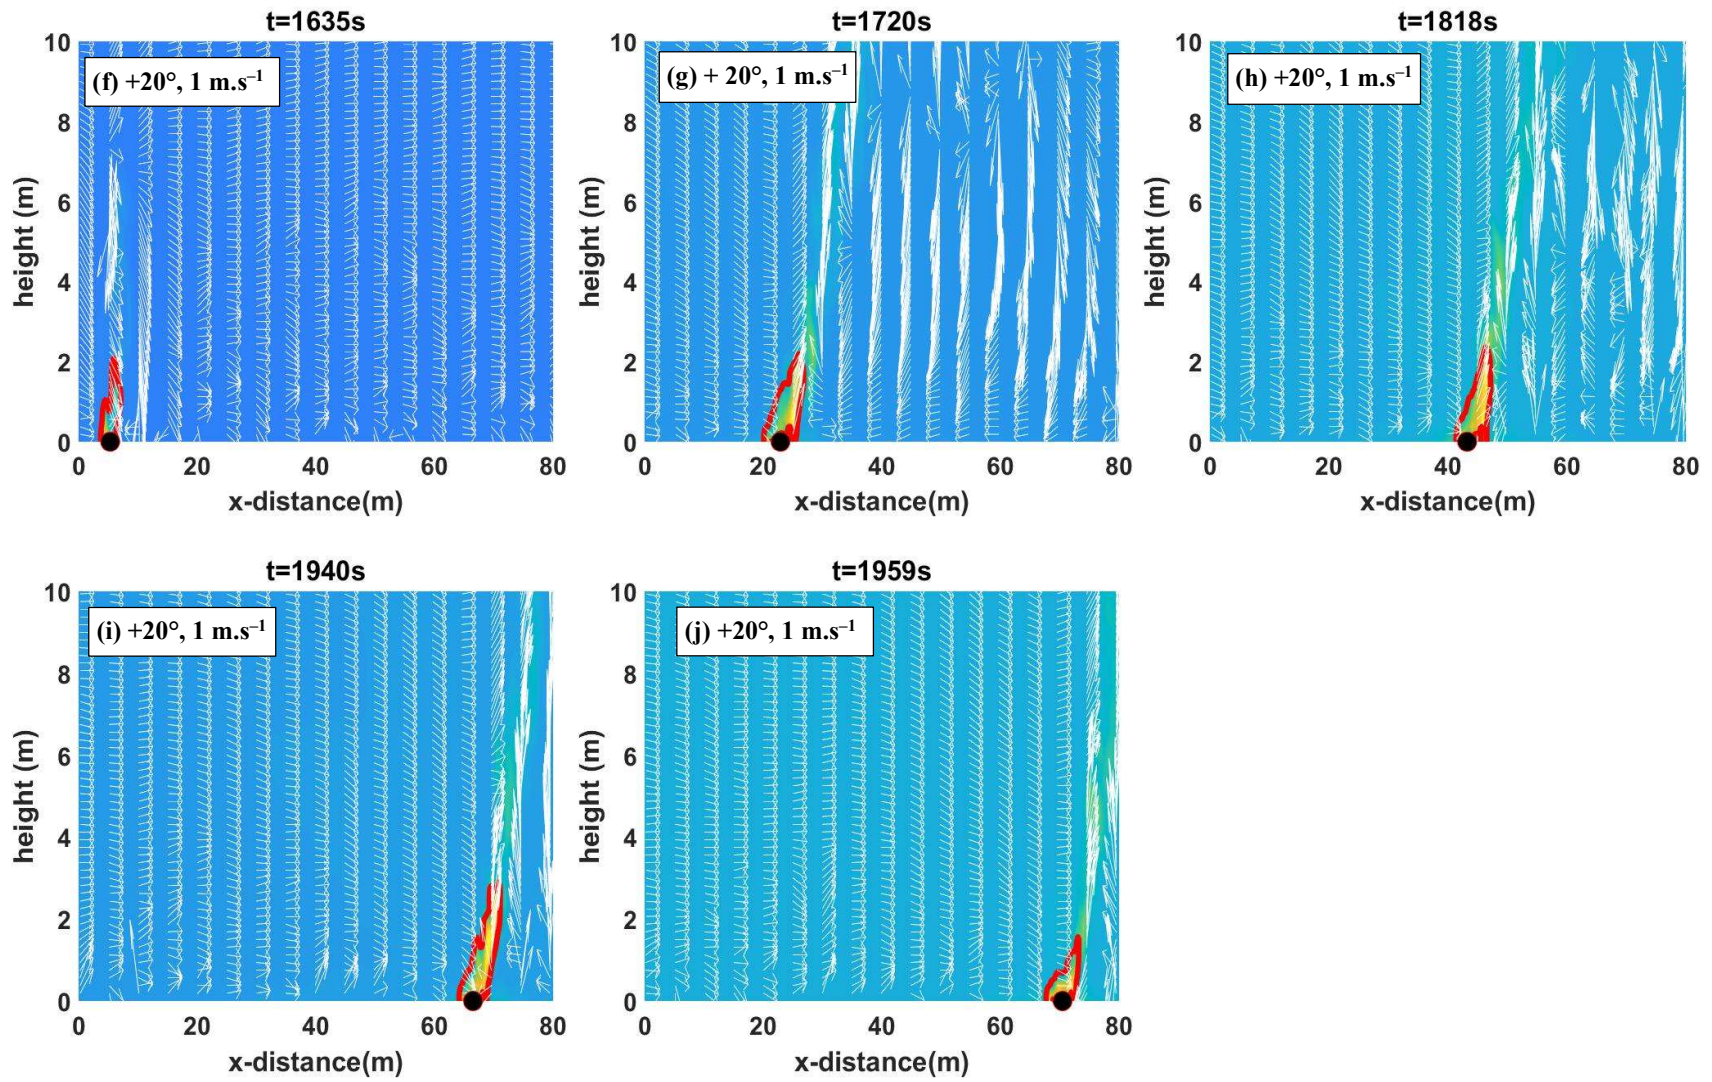 t=1635s
t=1720s
t=1818s
(f) +20°, 1 m.s⁻¹
(g) + 20°, 1 m.s⁻¹
(h) +20°, 1 m.s⁻¹
10
8
6
4
2
0
height (m)
0 20 40 60 80
x-distance(m)
10
8
6
4
2
0
height (m)
0 20 40 60 80
x-distance(m)
10
8
6
4
2
0
height (m)
0 20 40 60 80
x-distance(m)
t=1940s
t=1959s
(i) +20°, 1 m.s⁻¹
(j) +20°, 1 m.s⁻¹
10
8
6
4
2
0
height (m)
0 20 40 60 80
x-distance(m)
10
8
6
4
2
0
height (m)
0 20 40 60 80
x-distance(m)